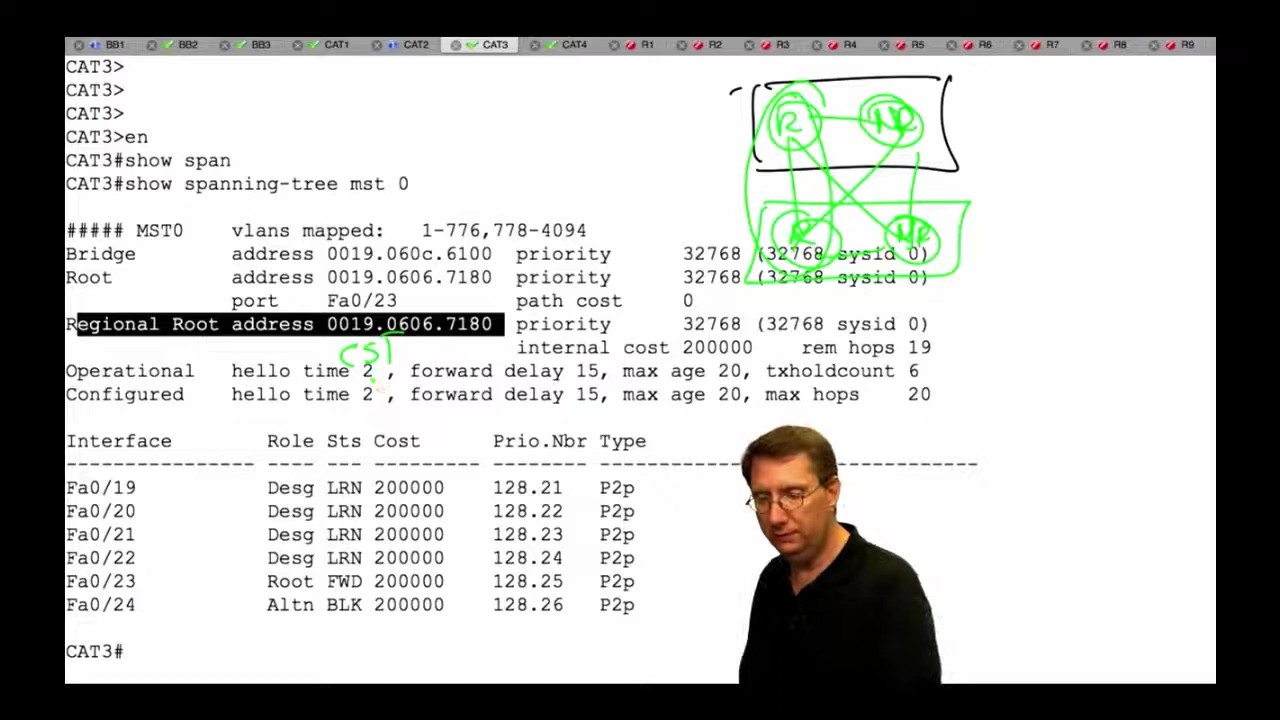 BB1 BB2 BB3 CAT1 CAT2 CAT3 CAT4 R1 R2 R3 R4 R5 R6 R7 R8 R9
CAT3>
CAT3>
CAT3>
CAT3>en
CAT3#show span
CAT3#show spanning-tree mst 0
R NR
R NR
##### MST0 vlans mapped: 1-776,778-4094
Bridge address 0019.060c.6100 priority 32768 (32768 sysid 0)
Root address 0019.0606.7180 priority 32768 (32768 sysid 0)
port Fa0/23 path cost 0
Regional Root address 0019.0606.7180 priority 32768 (32768 sysid 0)
CST
internal cost 200000 rem hops 19
Operational hello time 2 , forward delay 15, max age 20, txholdcount 6
Configured hello time 2 , forward delay 15, max age 20, max hops 20
Interface Role Sts Cost Prio.Nbr Type
---------------- ---- --- --------- -------- --------------------------------
Fa0/19 Desg LRN 200000 128.21 P2p
Fa0/20 Desg LRN 200000 128.22 P2p
Fa0/21 Desg LRN 200000 128.23 P2p
Fa0/22 Desg LRN 200000 128.24 P2p
Fa0/23 Root FWD 200000 128.25 P2p
Fa0/24 Altn BLK 200000 128.26 P2p
CAT3#